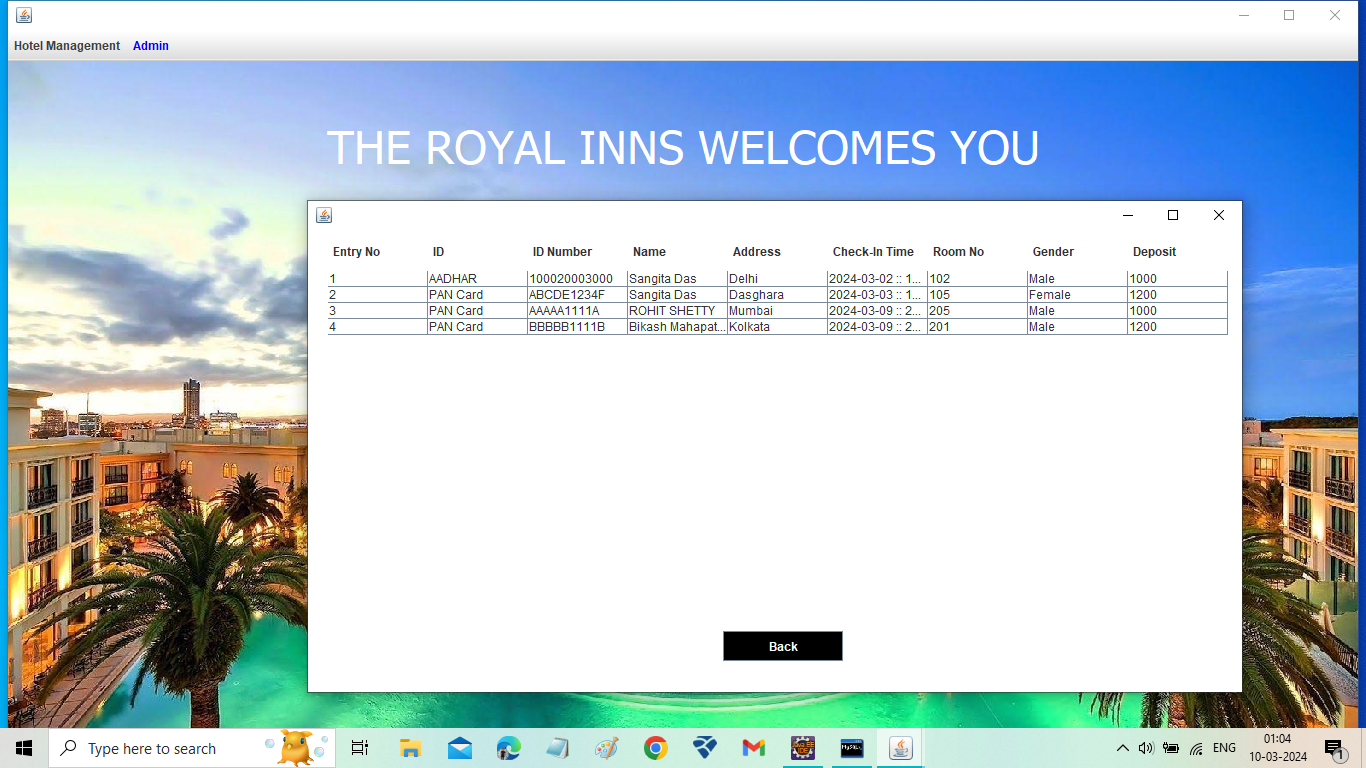 Hotel Management Admin
THE ROYAL INNS WELCOMES YOU
Entry No ID ID Number Name Address Check-In Time Room No Gender Deposit
1 AADHAR 100020003000 Sangita Das Delhi 2024-03-02 :: 1... 102 Male 1000
2 PAN Card ABCDE1234F Sangita Das Dasghara 2024-03-03 :: 1... 105 Female 1200
3 PAN Card AAAAA1111A ROHIT SHETTY Mumbai 2024-03-09 :: 2... 205 Male 1000
4 PAN Card BBBBB1111B Bikash Mahapat... Kolkata 2024-03-09 :: 2... 201 Male 1200
Back
Type here to search
MySQL
ENG
01:04
10-03-2024
1